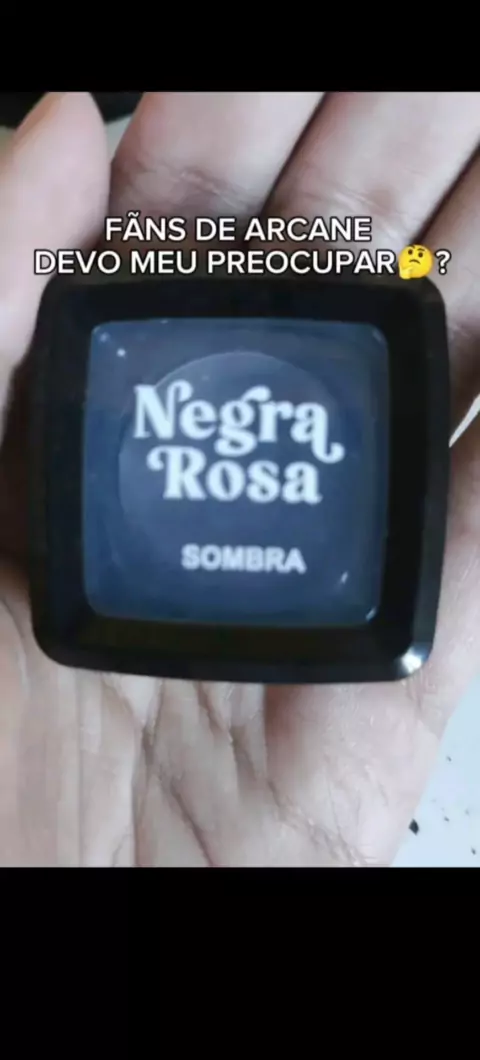 FÃNS DE ARCANE
DEVO MEU PREOCUPAR🤔?
Negra
Rosa
SOMBRA